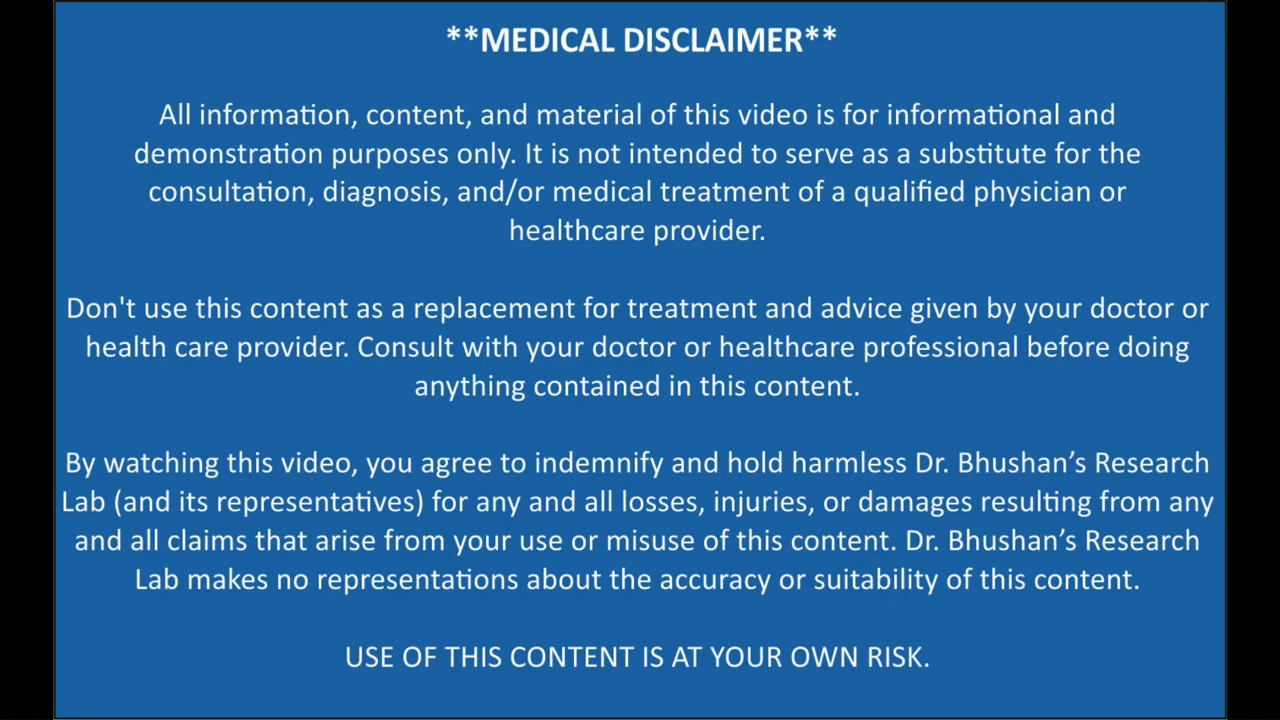 **MEDICAL DISCLAIMER**
All information, content, and material of this video is for informational and
demonstration purposes only. It is not intended to serve as a substitute for the
consultation, diagnosis, and/or medical treatment of a qualified physician or
healthcare provider.
Don't use this content as a replacement for treatment and advice given by your doctor or
health care provider. Consult with your doctor or healthcare professional before doing
anything contained in this content.
By watching this video, you agree to indemnify and hold harmless Dr. Bhushan’s Research
Lab (and its representatives) for any and all losses, injuries, or damages resulting from any
and all claims that arise from your use or misuse of this content. Dr. Bhushan’s Research
Lab makes no representations about the accuracy or suitability of this content.
USE OF THIS CONTENT IS AT YOUR OWN RISK.